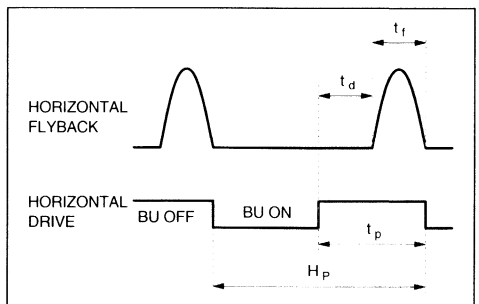 t f
t d
HORIZONTAL
FLYBACK
HORIZONTAL
DRIVE
BU OFF
BU ON
t p
H P